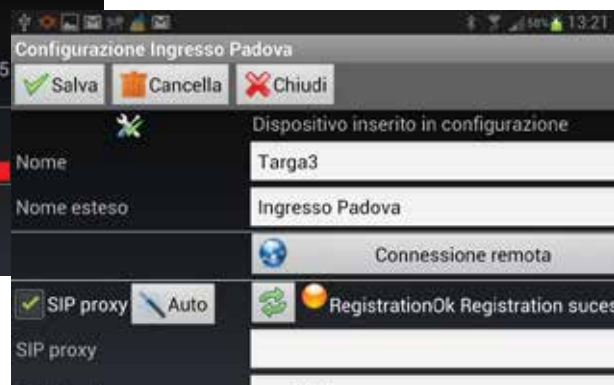 13:21
Configurazione Ingresso Padova
Salva Cancella Chiudi
Dispositivo inserito in configurazione
Nome Targa3
Nome esteso Ingresso Padova
Connessione remota
SIP proxy Auto RegistrationOk Registration suces
SIP proxy